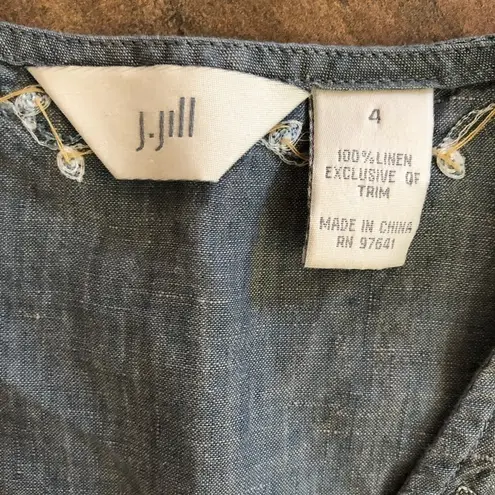 J.Jill
4
100% LINEN
EXCLUSIVE OF
TRIM
MADE IN CHINA
RN 97641